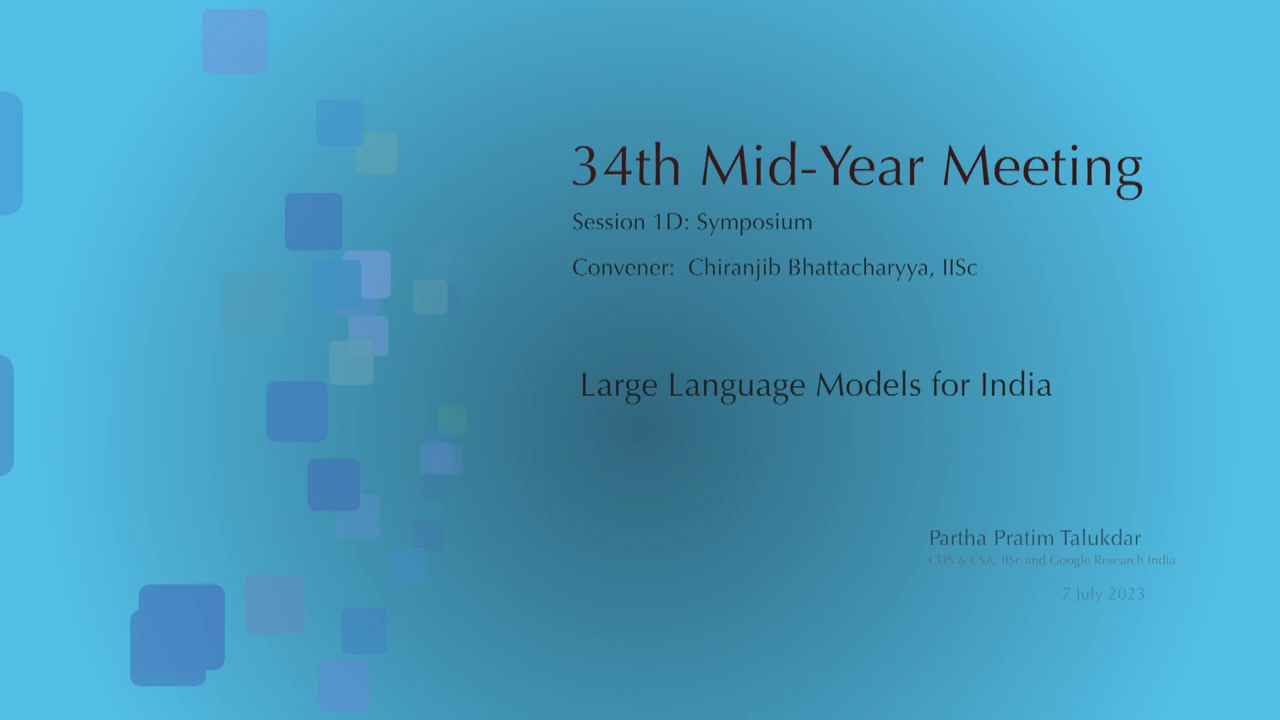 34th Mid-Year Meeting
Session 1D: Symposium
Convener: Chiranjib Bhattacharyya, IISc
Large Language Models for India
Partha Pratim Talukdar
CDS & CSA, IISc and Google Research India
7 July 2023